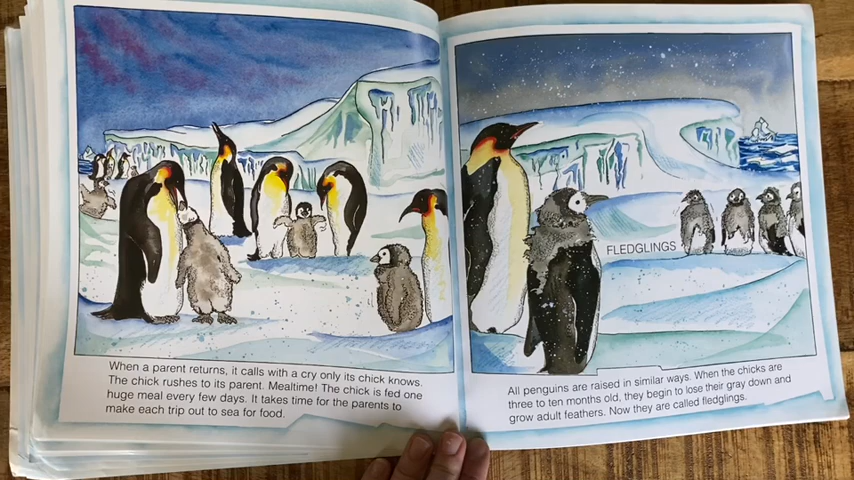 When a parent returns, it calls with a cry only its chick knows.
The chick rushes to its parent. Mealtime! The chick is fed one
huge meal every few days. It takes time for the parents to
make each trip out to sea for food.
FLEDGLINGS
All penguins are raised in similar ways. When the chicks are
three to ten months old, they begin to lose their gray down and
grow adult feathers. Now they are called fledglings.